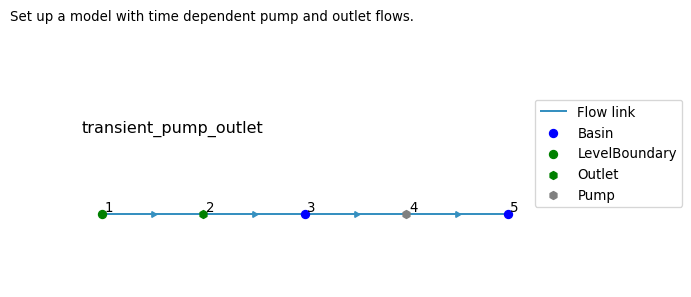 Set up a model with time dependent pump and outlet flows.
transient_pump_outlet
Flow link
Basin
LevelBoundary
Outlet
Pump
1 2 3 4 5